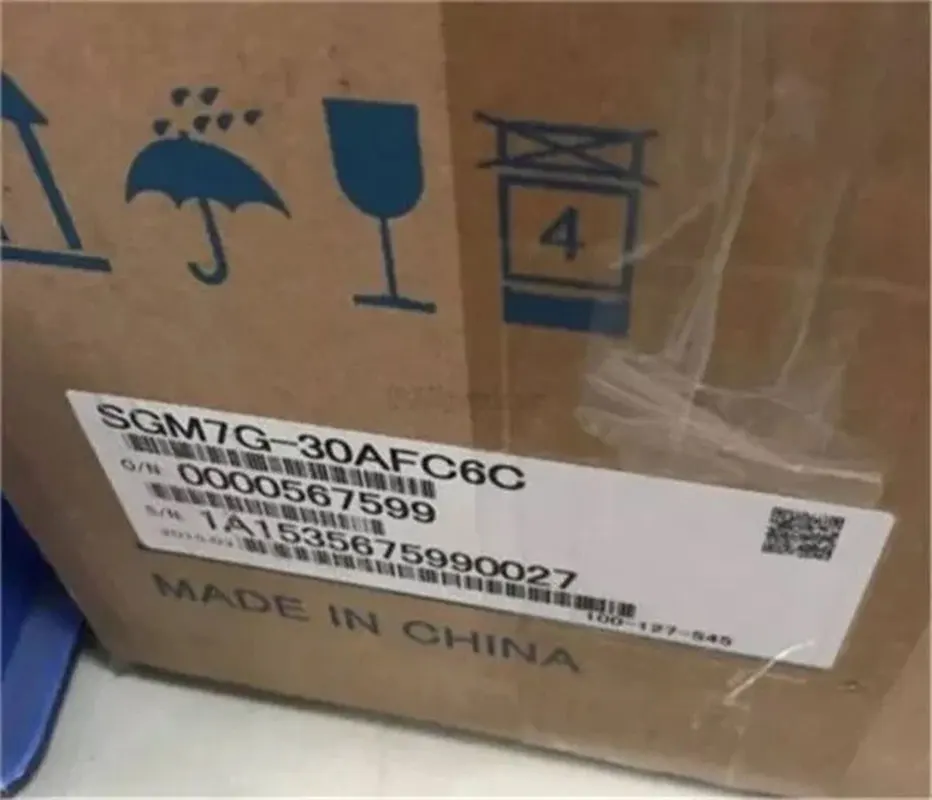 4
SGM7G-30AFC6C
O/N 0000567599
S/N 1A1535675990027
100-127-545
MADE IN CHINA